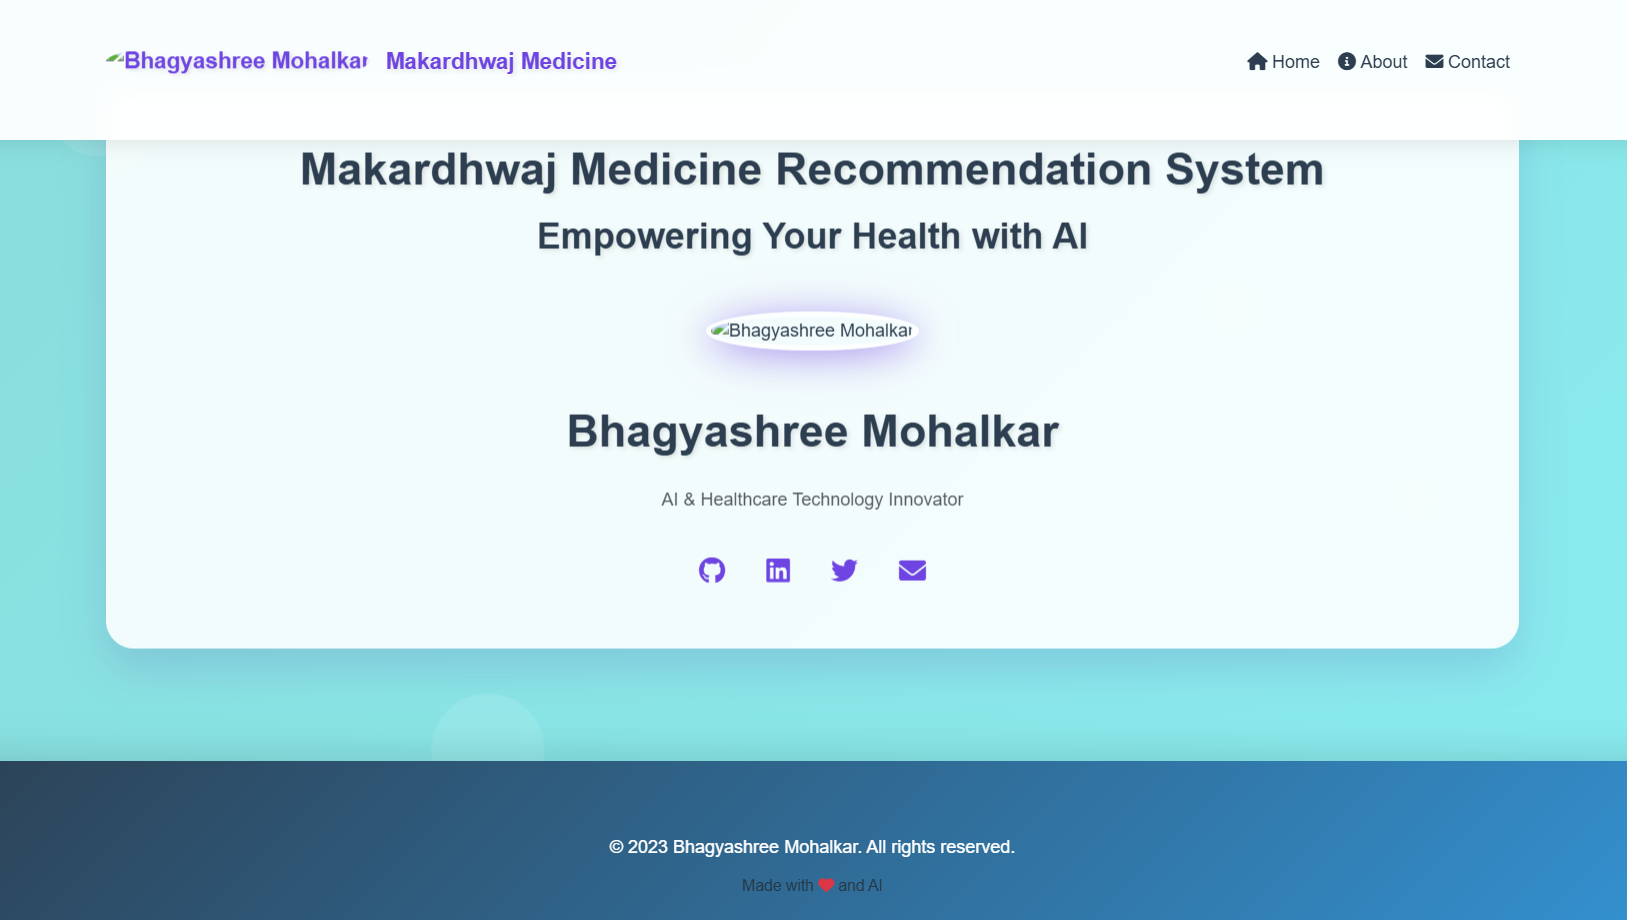 Bhagyashree Mohalkar Makardhwaj Medicine Home About Contact
Makardhwaj Medicine Recommendation System
Empowering Your Health with AI
Bhagyashree Mohalkar
Bhagyashree Mohalkar
AI & Healthcare Technology Innovator
© 2023 Bhagyashree Mohalkar. All rights reserved.
Made with ❤ and AI